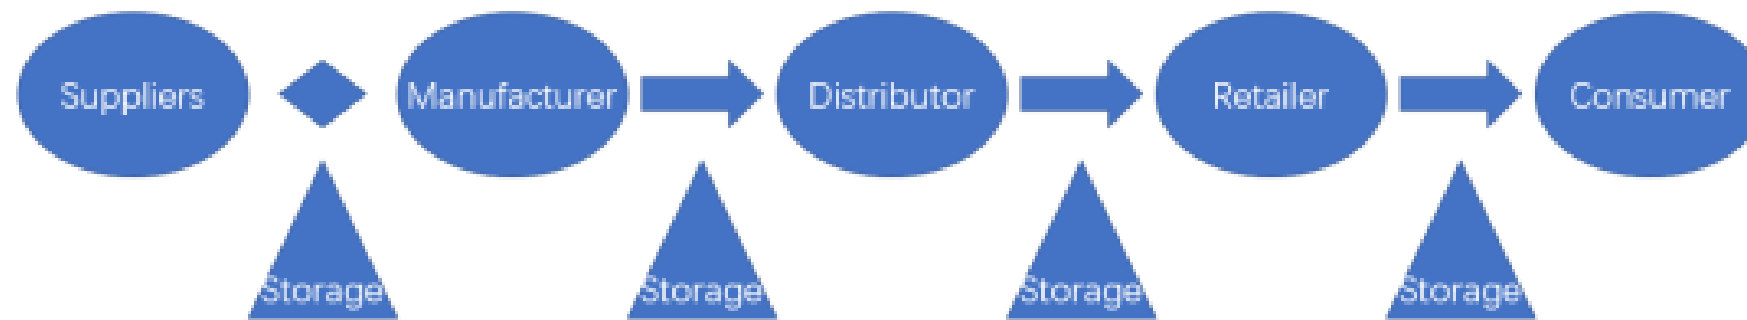 Suppliers
Manufacturer
Distributor
Retailer
Consumer
Storage
Storage
Storage
Storage